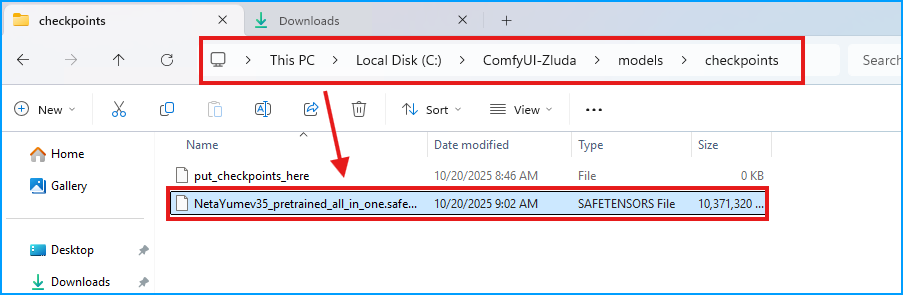 checkpoints
Downloads
This PC > Local Disk (C:) > ComfyUI-Zluda > models > checkpoints
Search
New
Sort
View
Name Date modified Type Size
Home
Gallery
Desktop
Downloads
put_checkpoints_here 10/20/2025 8:46 AM File 0 KB
NetaYumev35_pretrained_all_in_one.safe... 10/20/2025 9:02 AM SAFETENSORS File 10,371,320 ...